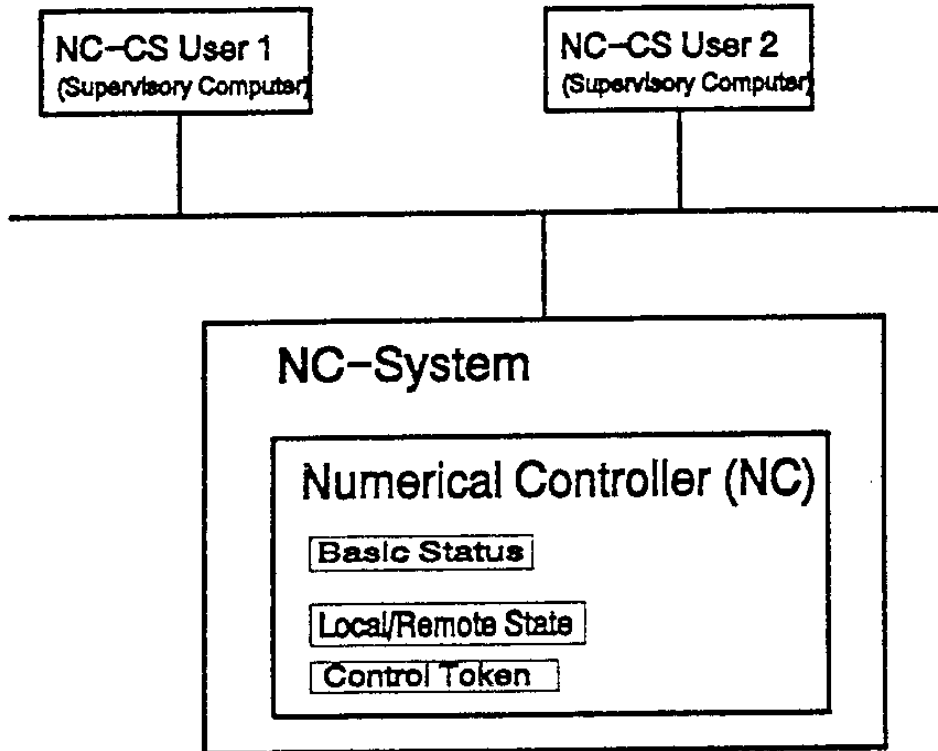 NC-CS User 1
(Supervisory Computer)
NC-CS User 2
(Supervisory Computer)
NC-System
Numerical Controller (NC)
Basic Status
Local/Remote State
Control Token